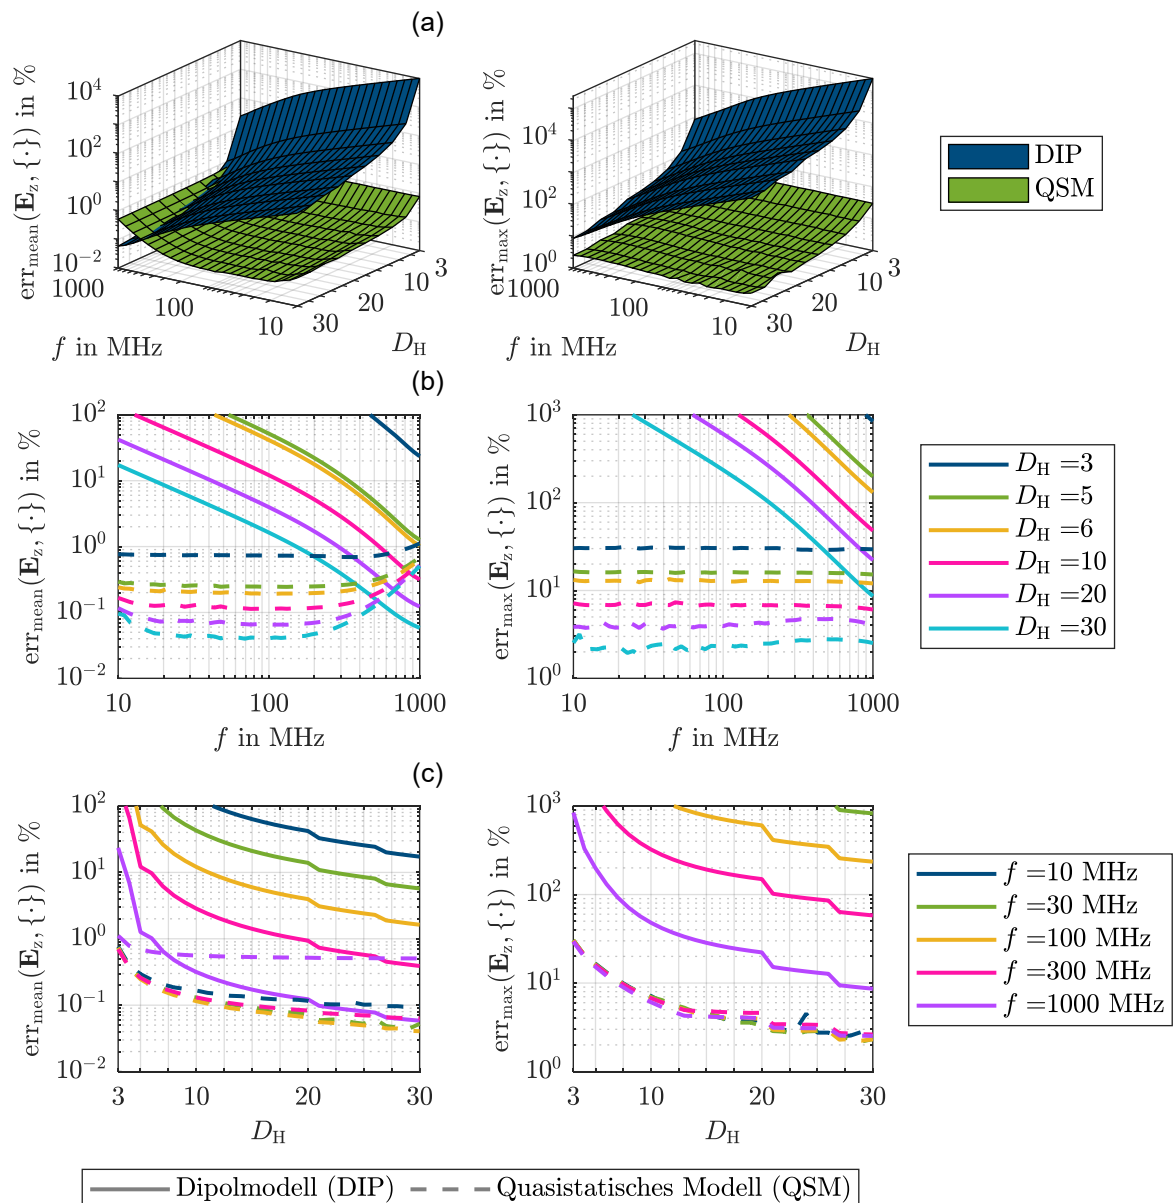 (a)
err_mean(E_z, {·}) in %
10^4
10^2
10^0
10^−2
1000
100
10
f in MHz
30
20
10
3
D_H
err_max(E_z, {·}) in %
10^4
10^2
10^0
1000
100
10
f in MHz
30
20
10
3
D_H
DIP
QSM
(b)
err_mean(E_z, {·}) in %
10^2
10^1
10^0
10^−1
10^−2
10
100
1000
f in MHz
err_max(E_z, {·}) in %
10^3
10^2
10^1
10^0
10
100
1000
f in MHz
D_H =3
D_H =5
D_H =6
D_H =10
D_H =20
D_H =30
(c)
err_mean(E_z, {·}) in %
10^2
10^1
10^0
10^−1
10^−2
3
10
20
30
D_H
err_max(E_z, {·}) in %
10^3
10^2
10^1
10^0
3
10
20
30
D_H
f =10 MHz
f =30 MHz
f =100 MHz
f =300 MHz
f =1000 MHz
Dipolmodell (DIP)
Quasistatisches Modell (QSM)